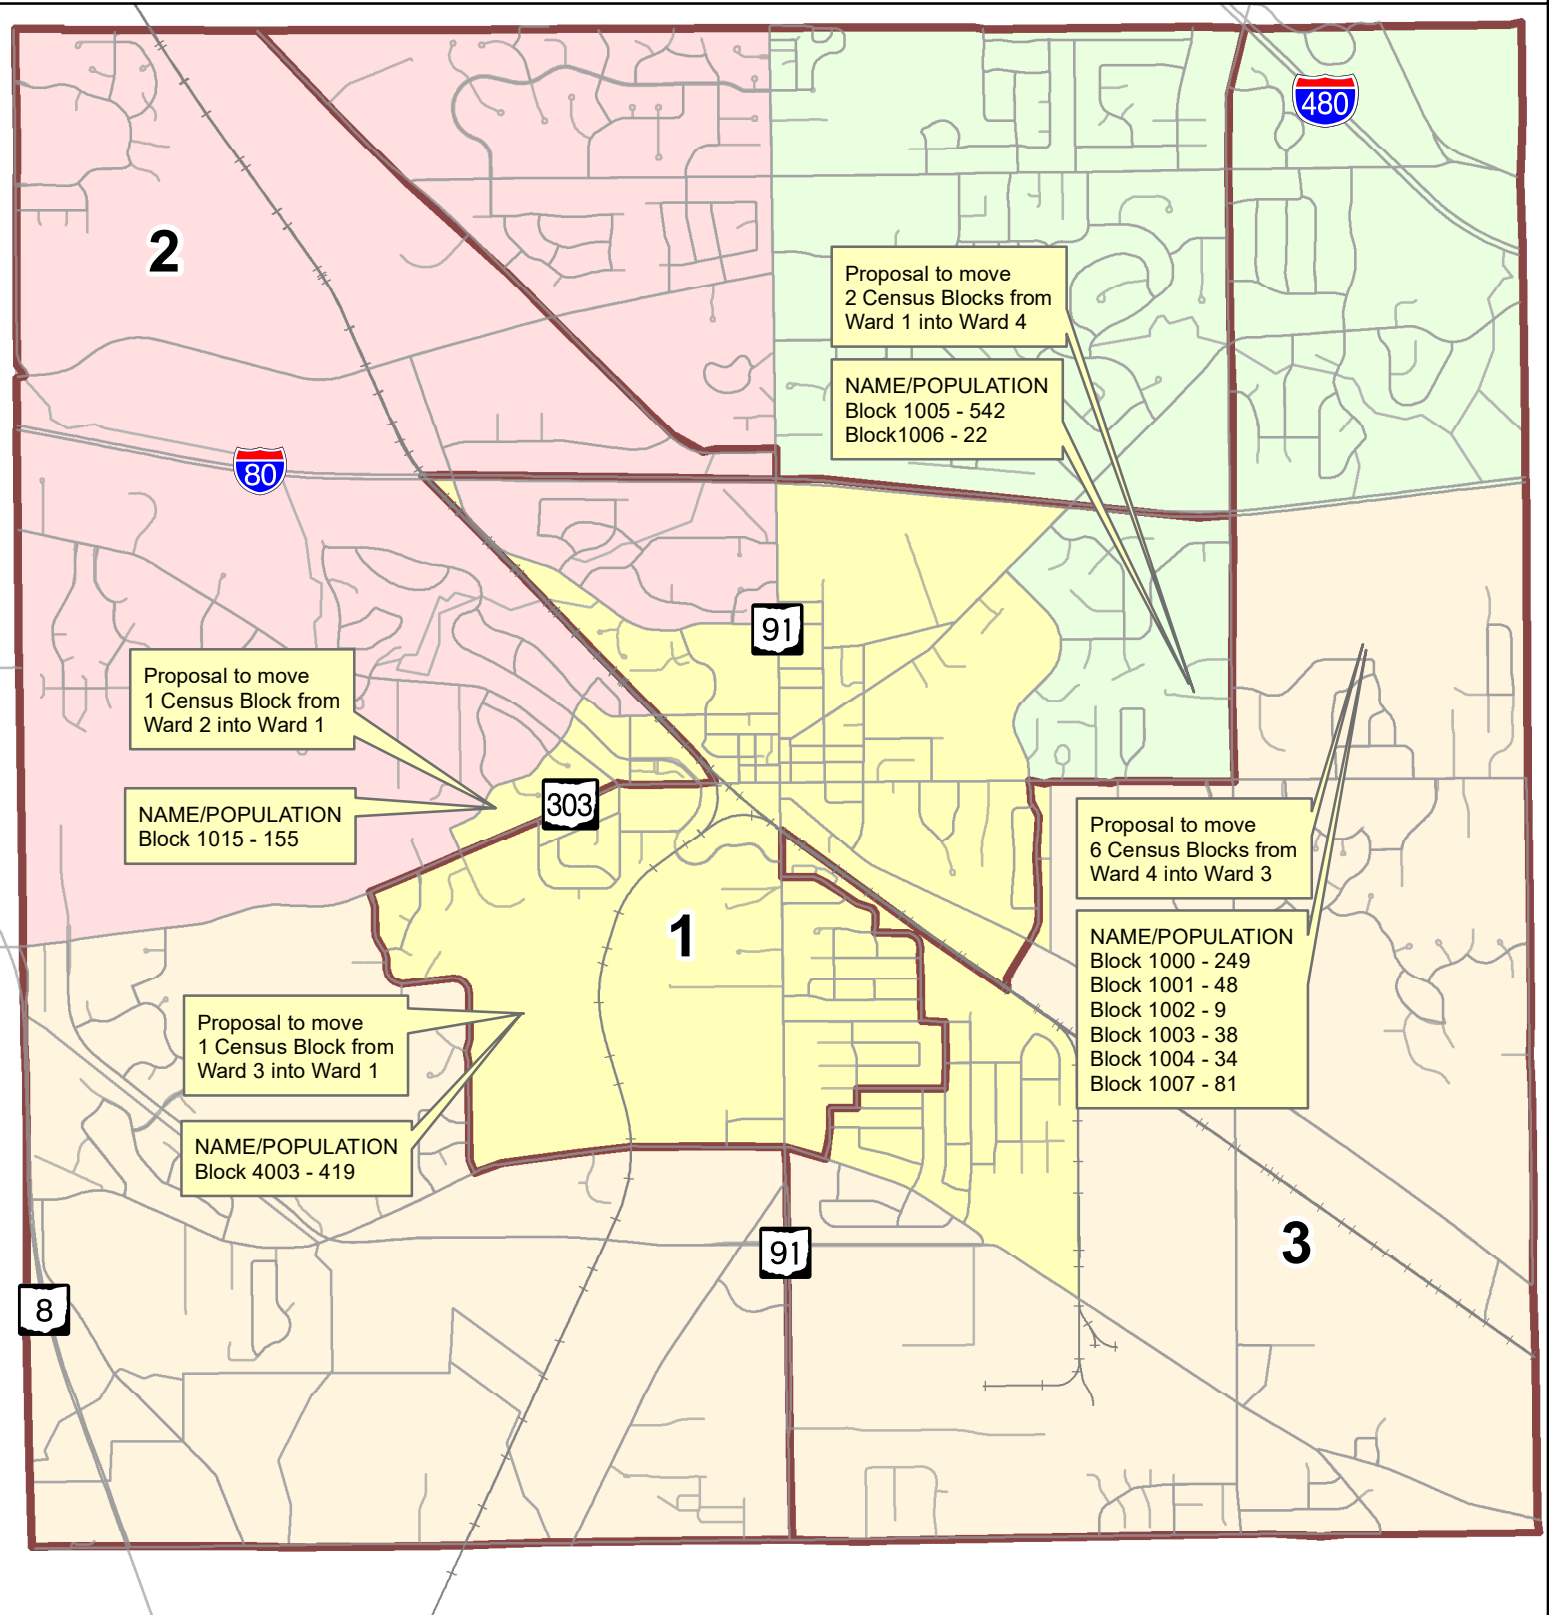 480
2
Proposal to move
2 Census Blocks from
Ward 1 into Ward 4
NAME/POPULATION
Block 1005 - 542
Block1006 - 22
80
91
Proposal to move
1 Census Block from
Ward 2 into Ward 1
NAME/POPULATION
Block 1015 - 155
303
Proposal to move
6 Census Blocks from
Ward 4 into Ward 3
NAME/POPULATION
Block 1000 - 249
Block 1001 - 48
Block 1002 - 9
Block 1003 - 38
Block 1004 - 34
Block 1007 - 81
1
Proposal to move
1 Census Block from
Ward 3 into Ward 1
NAME/POPULATION
Block 4003 - 419
91
3
8